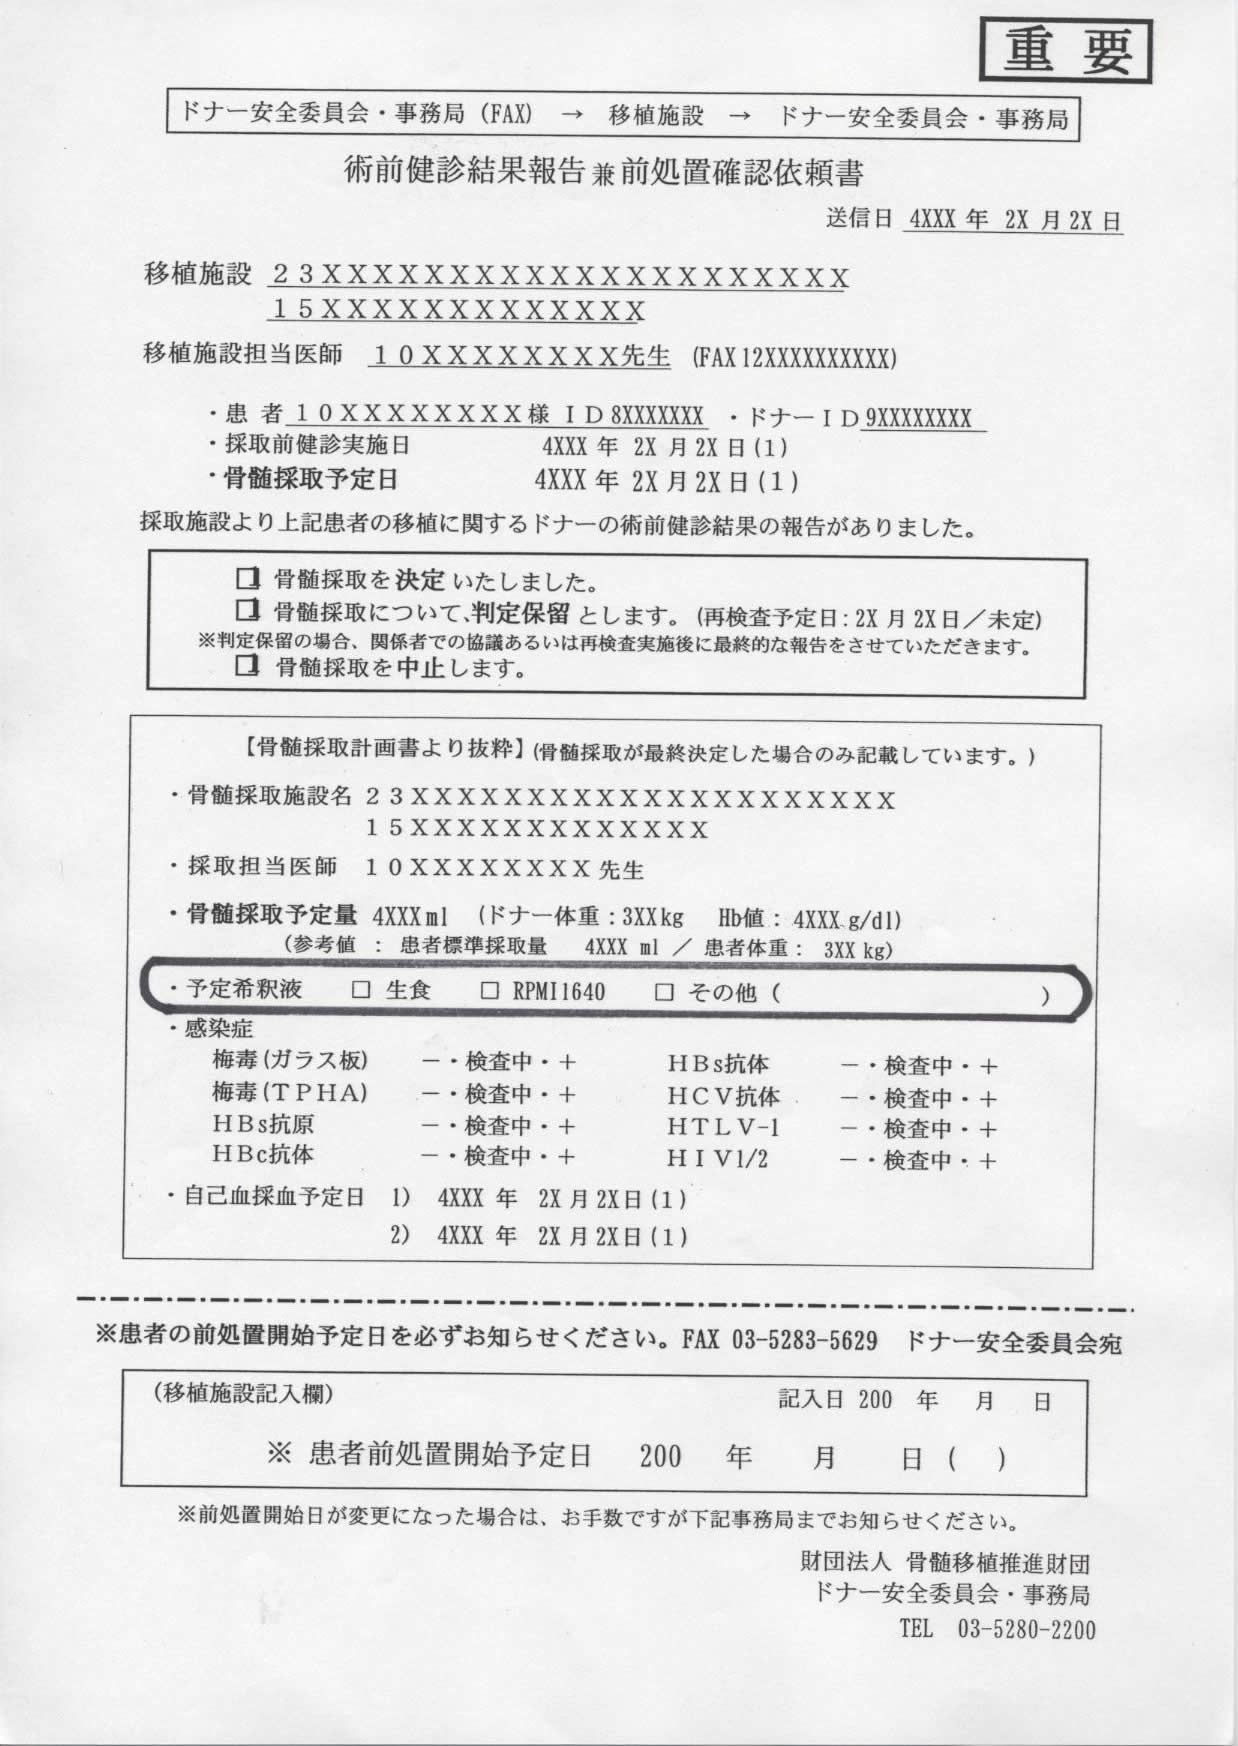 重 要
ドナー安全委員会・事務局 (FAX) → 移植施設 → ドナー安全委員会・事務局
術前健診結果報告 兼 前処置確認依頼書
送信日 4XXX 年 2X 月 2X 日
移植施設 23XXXXXXXXXXXXXXXXXXXXX
15XXXXXXXXXXXXX
移植施設担当医師 10XXXXXXXX先生 (FAX 12XXXXXXXXXX)
・患 者 10XXXXXXXX様 ID 8XXXXXXX ・ドナーID 9XXXXXXXX
・採取前健診実施日 4XXX 年 2X 月 2X 日(1)
・骨髄採取予定日 4XXX 年 2X 月 2X 日(1)
採取施設より上記患者の移植に関するドナーの術前健診結果の報告がありました。
□1 骨髄採取を 決定 いたしました。
□1 骨髄採取について、判定保留 とします。(再検査予定日: 2X 月 2X 日／未定)
※判定保留の場合、関係者での協議あるいは再検査実施後に最終的な報告をさせていただきます。
□1 骨髄採取を中止します。
【骨髄採取計画書より抜粋】(骨髄採取が最終決定した場合のみ記載しています。)
・骨髄採取施設名 23XXXXXXXXXXXXXXXXXXXXX
15XXXXXXXXXXXXX
・採取担当医師 10XXXXXXXX 先生
・骨髄採取予定量 4XXX ml (ドナー体重：3XX kg Hb値：4XXX g/dl)
(参考値 ： 患者標準採取量 4XXX ml ／ 患者体重： 3XX kg)
・予定希釈液 □ 生食 □ RPMI1640 □ その他 ( )
・感染症
梅毒(ガラス板) －・検査中・＋ HBs抗体 －・検査中・＋
梅毒(TPHA) －・検査中・＋ HCV抗体 －・検査中・＋
HBs抗原 －・検査中・＋ HTLV-1 －・検査中・＋
HBc抗体 －・検査中・＋ HIV1/2 －・検査中・＋
・自己血採血予定日 1) 4XXX 年 2X 月 2X 日(1)
2) 4XXX 年 2X 月 2X 日(1)
※患者の前処置開始予定日を必ずお知らせください。FAX 03-5283-5629 ドナー安全委員会宛
(移植施設記入欄) 記入日 200 年 月 日
※ 患者前処置開始予定日 200 年 月 日 ( )
※前処置開始日が変更になった場合は、お手数ですが下記事務局までお知らせください。
財団法人 骨髄移植推進財団
ドナー安全委員会・事務局
TEL 03-5280-2200